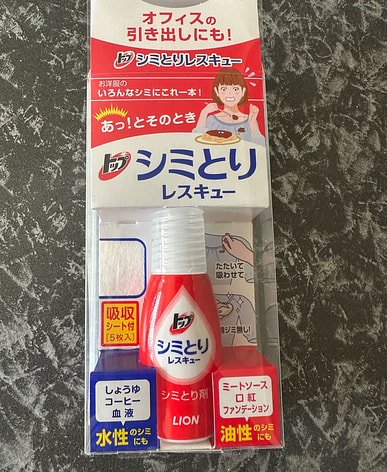 オフィスの
引き出しにも!
トップ シミとりレスキュー
お洋服の
いろんなシミにこれ一本!
あっ!とそのとき
トップ シミとり
レスキュー
たたいて
吸わせて
吸収
シート付
[5枚入]
ジミ無し!
トップ
シミとり
レスキュー
シミとり剤
LION
しょうゆ
コーヒー
血液
水性のシミ
にも
ミートソース
口紅
ファンデーション
油性のシミ
にも